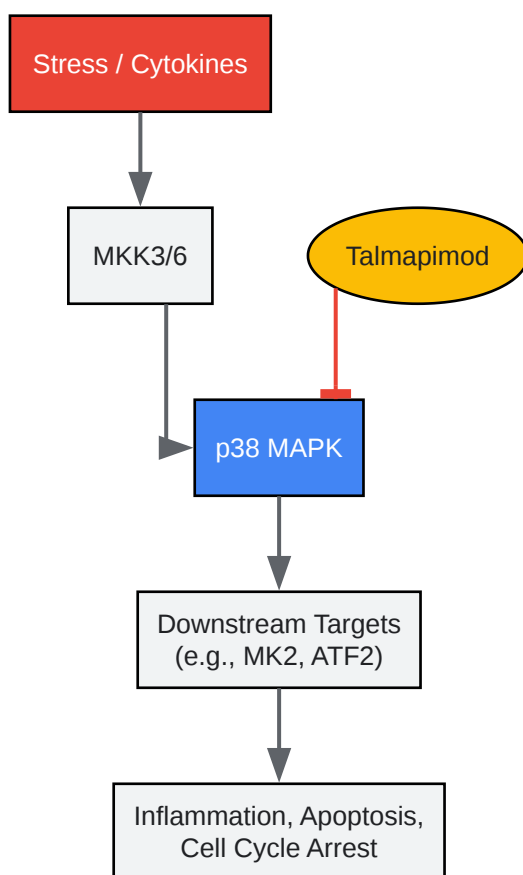 Stress / Cytokines
MKK3/6
Talmapimod
p38 MAPK
Downstream Targets
(e.g., MK2, ATF2)
Inflammation, Apoptosis,
Cell Cycle Arrest